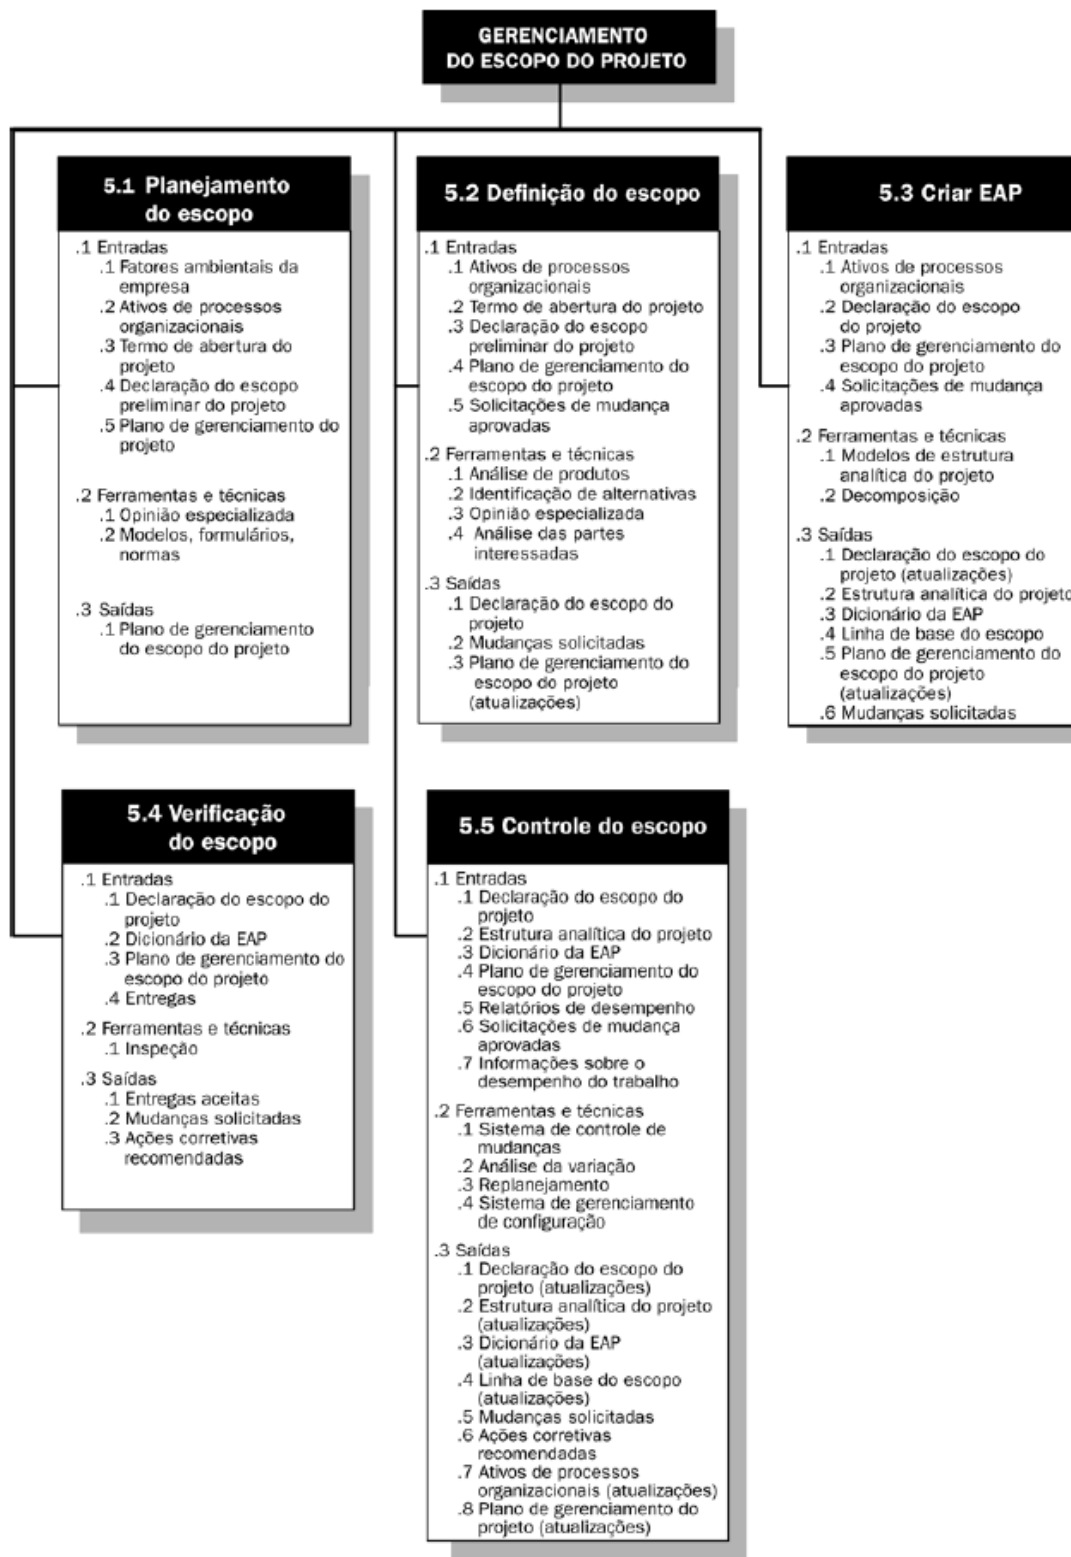 GERENCIAMENTO
DO ESCOPO DO PROJETO
5.1 Planejamento
do escopo
.1 Entradas
.1 Fatores ambientais da
empresa
.2 Ativos de processos
organizacionais
.3 Termo de abertura do
projeto
.4 Declaração do escopo
preliminar do projeto
.5 Plano de gerenciamento do
projeto
.2 Ferramentas e técnicas
.1 Opinião especializada
.2 Modelos, formulários,
normas
.3 Saídas
.1 Plano de gerenciamento
do escopo do projeto
5.2 Definição do escopo
.1 Entradas
.1 Ativos de processos
organizacionais
.2 Termo de abertura do projeto
.3 Declaração do escopo
preliminar do projeto
.4 Plano de gerenciamento do
escopo do projeto
.5 Solicitações de mudança
aprovadas
.2 Ferramentas e técnicas
.1 Análise de produtos
.2 Identificação de alternativas
.3 Opinião especializada
.4 Análise das partes
interessadas
.3 Saídas
.1 Declaração do escopo do
projeto
.2 Mudanças solicitadas
.3 Plano de gerenciamento do
escopo do projeto
(atualizações)
5.3 Criar EAP
.1 Entradas
.1 Ativos de processos
organizacionais
.2 Declaração do escopo
do projeto
.3 Plano de gerenciamento do
escopo do projeto
.4 Solicitações de mudança
aprovadas
.2 Ferramentas e técnicas
.1 Modelos de estrutura
analítica do projeto
.2 Decomposição
.3 Saídas
.1 Declaração do escopo do
projeto (atualizações)
.2 Estrutura analítica do projeto
.3 Dicionário da EAP
.4 Linha de base do escopo
.5 Plano de gerenciamento do
escopo do projeto
(atualizações)
.6 Mudanças solicitadas
5.4 Verificação
do escopo
.1 Entradas
.1 Declaração do escopo do
projeto
.2 Dicionário da EAP
.3 Plano de gerenciamento do
escopo do projeto
.4 Entregas
.2 Ferramentas e técnicas
.1 Inspeção
.3 Saídas
.1 Entregas aceitas
.2 Mudanças solicitadas
.3 Ações corretivas
recomendadas
5.5 Controle do escopo
.1 Entradas
.1 Declaração do escopo do
projeto
.2 Estrutura analítica do projeto
.3 Dicionário da EAP
.4 Plano de gerenciamento do
escopo do projeto
.5 Relatórios de desempenho
.6 Solicitações de mudança
aprovadas
.7 Informações sobre o
desempenho do trabalho
.2 Ferramentas e técnicas
.1 Sistema de controle de
mudanças
.2 Análise da variação
.3 Replanejamento
.4 Sistema de gerenciamento
de configuração
.3 Saídas
.1 Declaração do escopo do
projeto (atualizações)
.2 Estrutura analítica do projeto
(atualizações)
.3 Dicionário da EAP
(atualizações)
.4 Linha de base do escopo
(atualizações)
.5 Mudanças solicitadas
.6 Ações corretivas
recomendadas
.7 Ativos de processos
organizacionais (atualizações)
.8 Plano de gerenciamento do
projeto (atualizações)